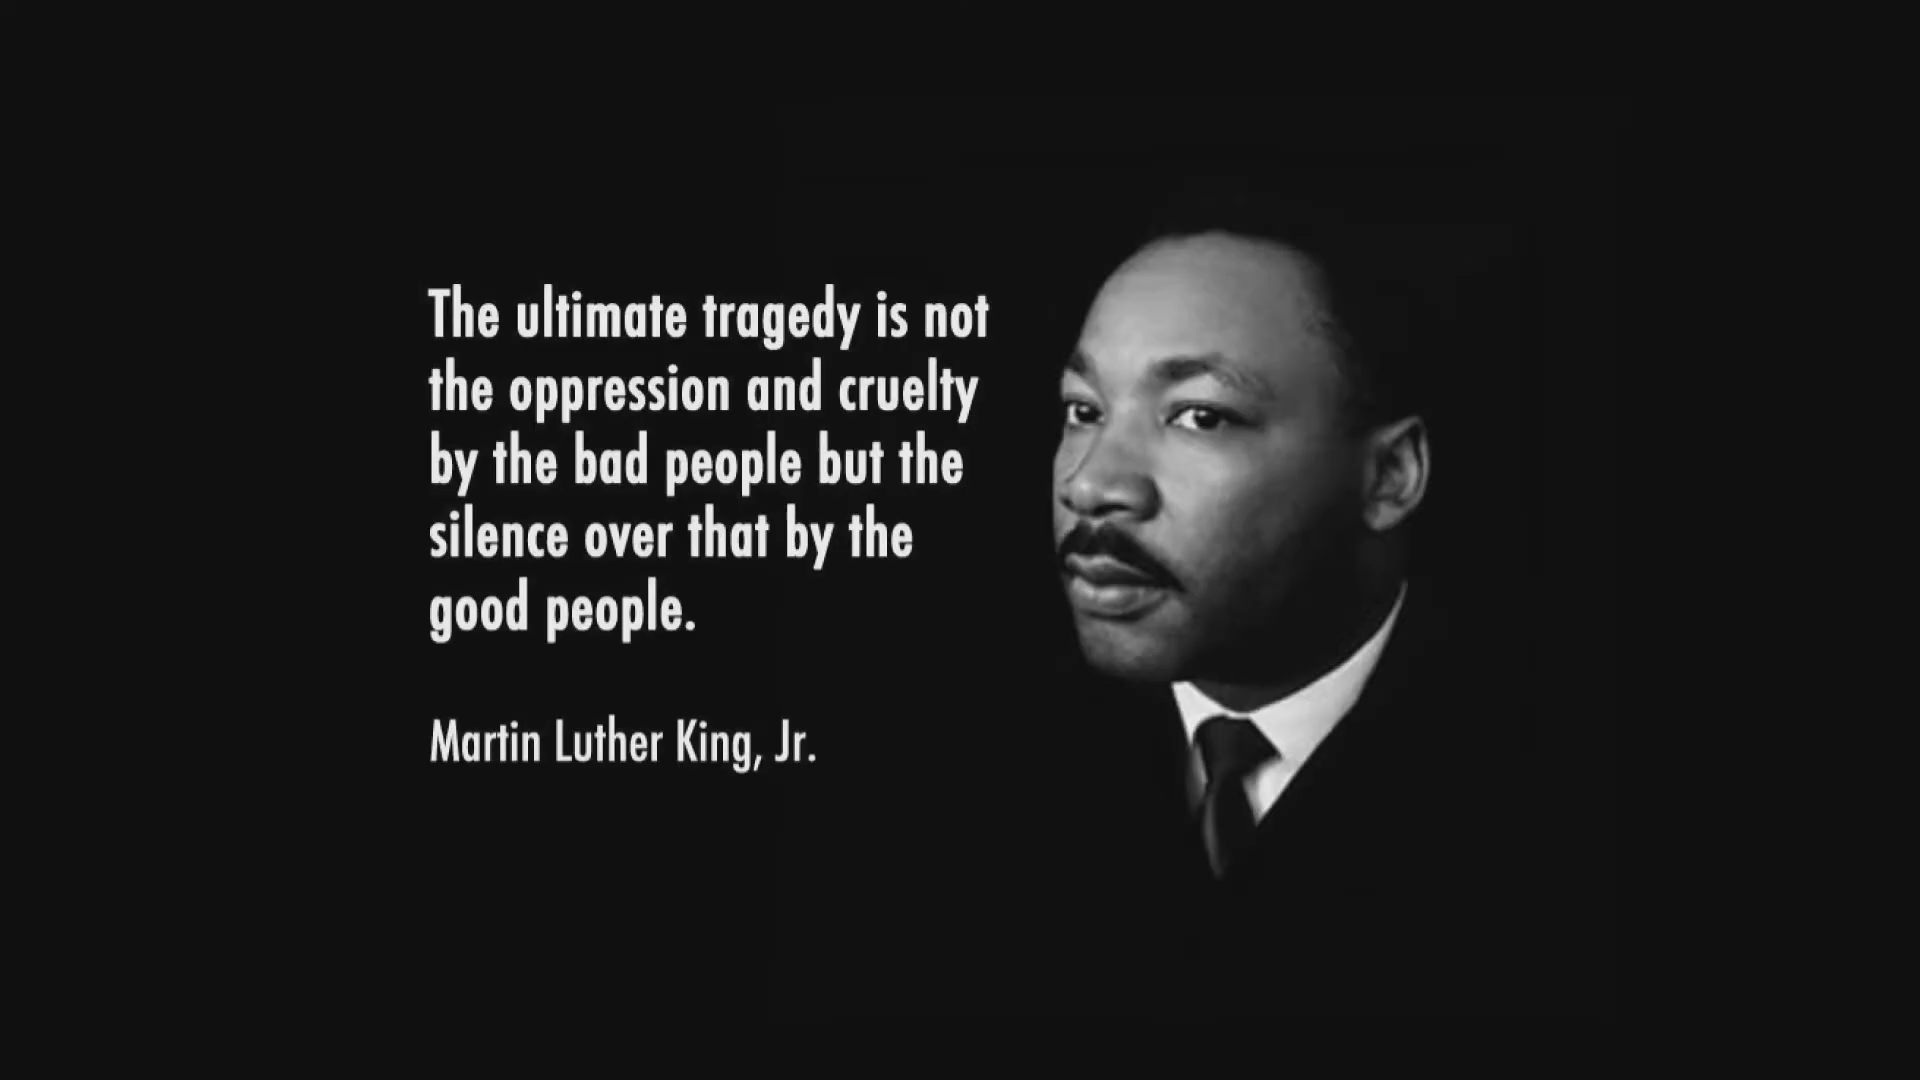 The ultimate tragedy is not
the oppression and cruelty
by the bad people but the
silence over that by the
good people.
Martin Luther King, Jr.